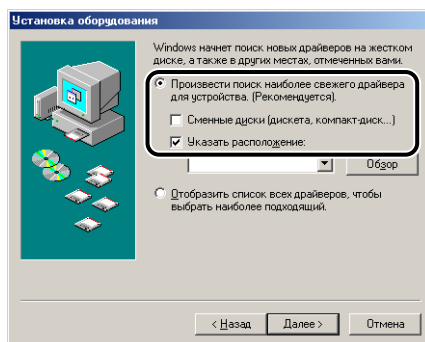 Установка оборудования
Windows начнет поиск новых драйверов на жестком
диске, а также в других местах, отмеченных вами.
Произвести поиск наиболее свежего драйвера
для устройства. (Рекомендуется).
Сменные диски (дискета, компакт-диск...)
Указать расположение:
Обзор
Отобразить список всех драйверов, чтобы
выбрать наиболее подходящий.
< Назад Далее > Отмена